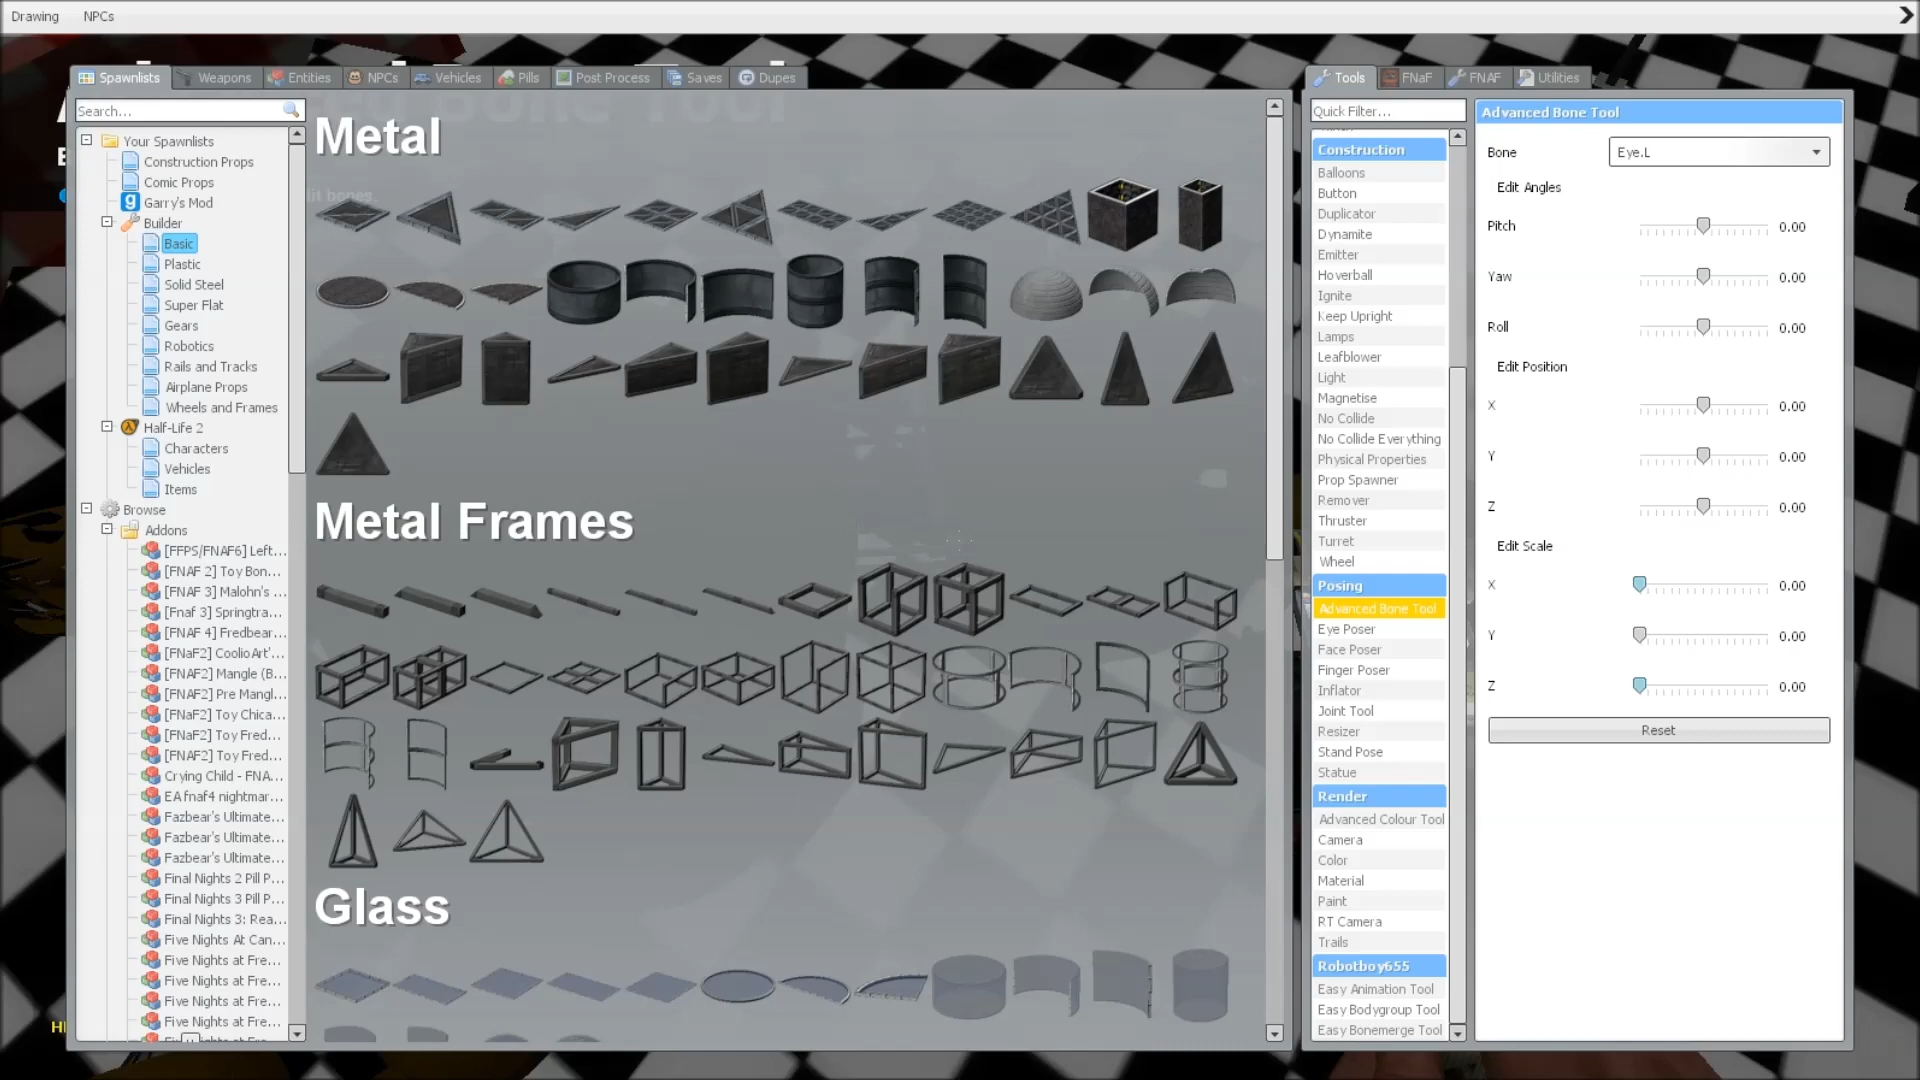 Drawing NPCs
Spawnlists Weapons Entities NPCs Vehicles Pills Post Process Saves Dupes
Tools FNaF FNAF Utilities
Search...
Your Spawnlists
Construction Props
Comic Props
Garry's Mod
Builder
Basic
Plastic
Solid Steel
Super Flat
Gears
Robotics
Rails and Tracks
Airplane Props
Wheels and Frames
Half-Life 2
Characters
Vehicles
Items
Browse
Addons
[FFPS/FNAF6] Left...
[FNAF 2] Toy Bon...
[FNAF 3] Malohn's ...
[Fnaf 3] Springtra...
[FNAF 4] Fredbear...
[FNaF2] CoolioArt'...
[FNAF2] Mangle (B...
[FNAF2] Pre Mangl...
[FNaF2] Toy Chica...
[FNaF2] Toy Fred...
[FNAF2] Toy Fred...
Crying Child - FNA...
EA fnaf4 nightmar...
Fazbear's Ultimate...
Fazbear's Ultimate...
Fazbear's Ultimate...
Final Nights 2 Pill P...
Final Nights 3 Pill P...
Final Nights 3: Rea...
Five Nights At Can...
Five Nights at Fre...
Five Nights at Fre...
Five Nights at Fre...
Five Nights at Fre...
Bone Tool
Metal
lit bones.
Metal Frames
Glass
Quick Filter...
Construction
Balloons
Button
Duplicator
Dynamite
Emitter
Hoverball
Ignite
Keep Upright
Lamps
Leafblower
Light
Magnetise
No Collide
No Collide Everything
Physical Properties
Prop Spawner
Remover
Thruster
Turret
Wheel
Posing
Advanced Bone Tool
Eye Poser
Face Poser
Finger Poser
Inflator
Joint Tool
Resizer
Stand Pose
Statue
Render
Advanced Colour Tool
Camera
Color
Material
Paint
RT Camera
Trails
Robotboy655
Easy Animation Tool
Easy Bodygroup Tool
Easy Bonemerge Tool
Advanced Bone Tool
Bone Eye.L
Edit Angles
Pitch 0.00
Yaw 0.00
Roll 0.00
Edit Position
X 0.00
Y 0.00
Z 0.00
Edit Scale
X 0.00
Y 0.00
Z 0.00
Reset